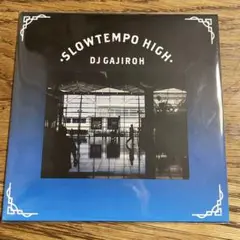 ·SLOWTEMPO HIGH·
DJ GAJIROH